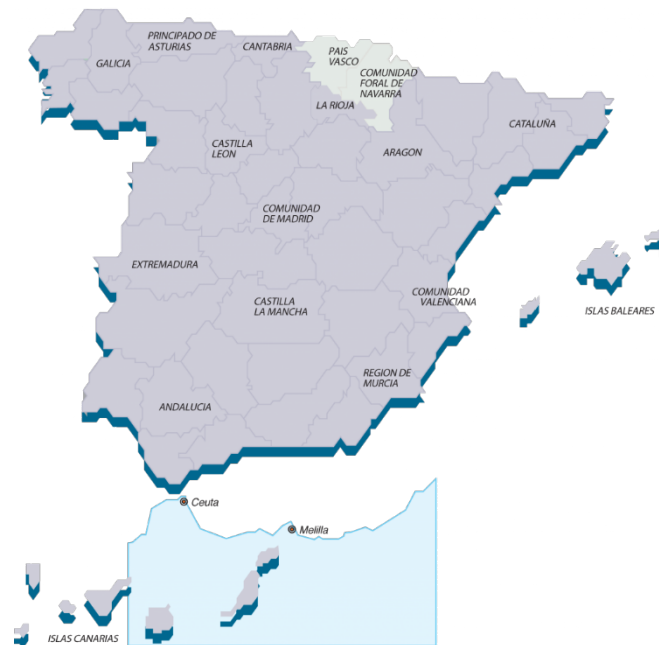 PRINCIPADO DE
ASTURIAS
CANTABRIA
PAIS
VASCO
GALICIA
COMUNIDAD
FORAL DE
NAVARRA
LA RIOJA
CATALUÑA
CASTILLA
LEON
ARAGON
COMUNIDAD
DE MADRID
EXTREMADURA
CASTILLA
LA MANCHA
COMUNIDAD
VALENCIANA
ISLAS BALEARES
REGION DE
MURCIA
ANDALUCIA
Ceuta
Melilla
ISLAS CANARIAS